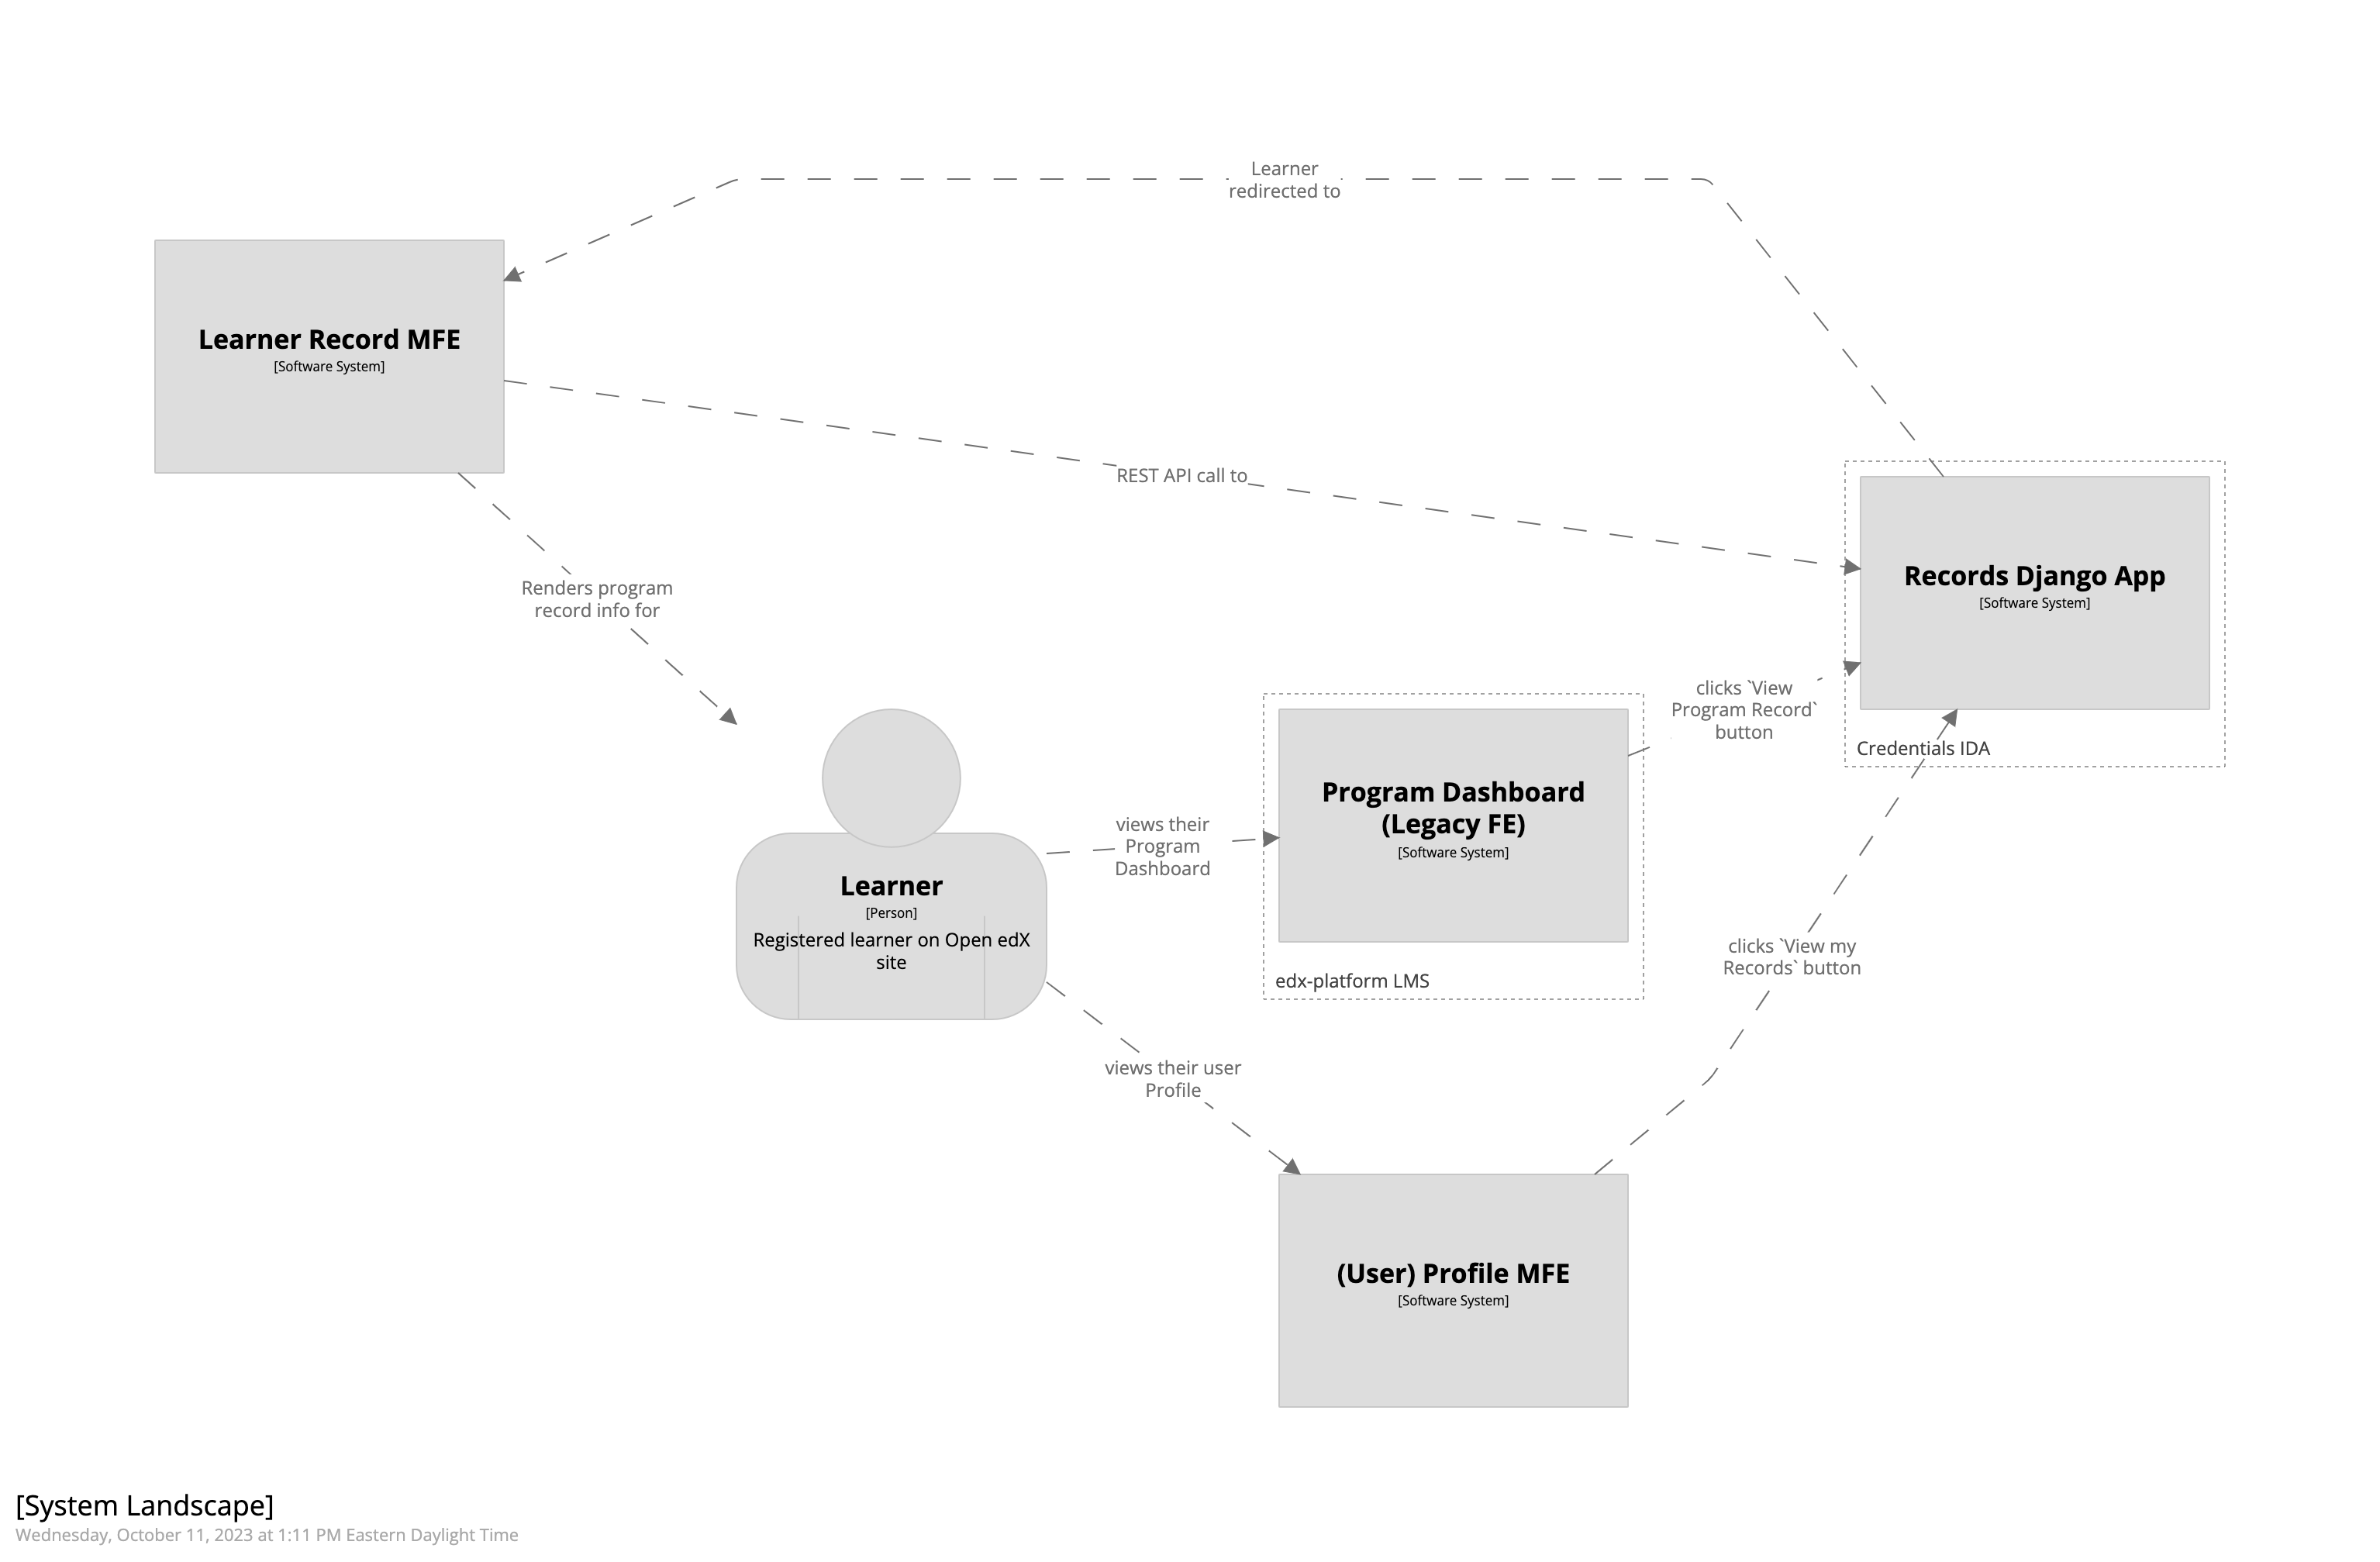 Learner
redirected to
Learner Record MFE
[Software System]
REST API call to
Records Django App
[Software System]
Credentials IDA
Renders program
record info for
clicks `View
Program Record`
button
Program Dashboard
(Legacy FE)
[Software System]
edx-platform LMS
views their
Program
Dashboard
Learner
[Person]
Registered learner on Open edX
site
clicks `View my
Records` button
views their user
Profile
(User) Profile MFE
[Software System]
[System Landscape]
Wednesday, October 11, 2023 at 1:11 PM Eastern Daylight Time